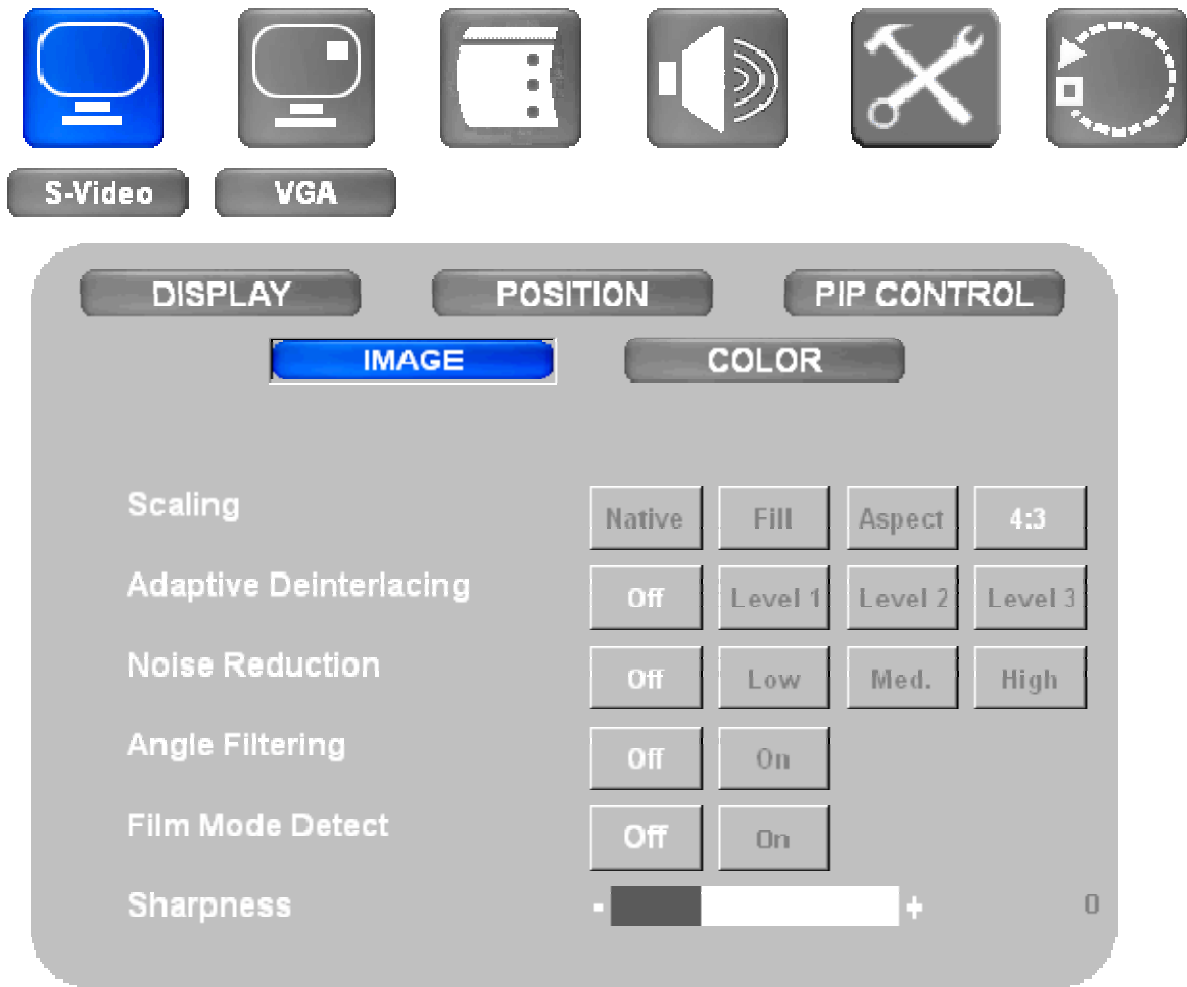 S-Video VGA
DISPLAY POSITION PIP CONTROL
IMAGE COLOR
Scaling Native Fill Aspect 4:3
Adaptive Deinterlacing Off Level 1 Level 2 Level 3
Noise Reduction Off Low Med. High
Angle Filtering Off On
Film Mode Detect Off On
Sharpness - + 0